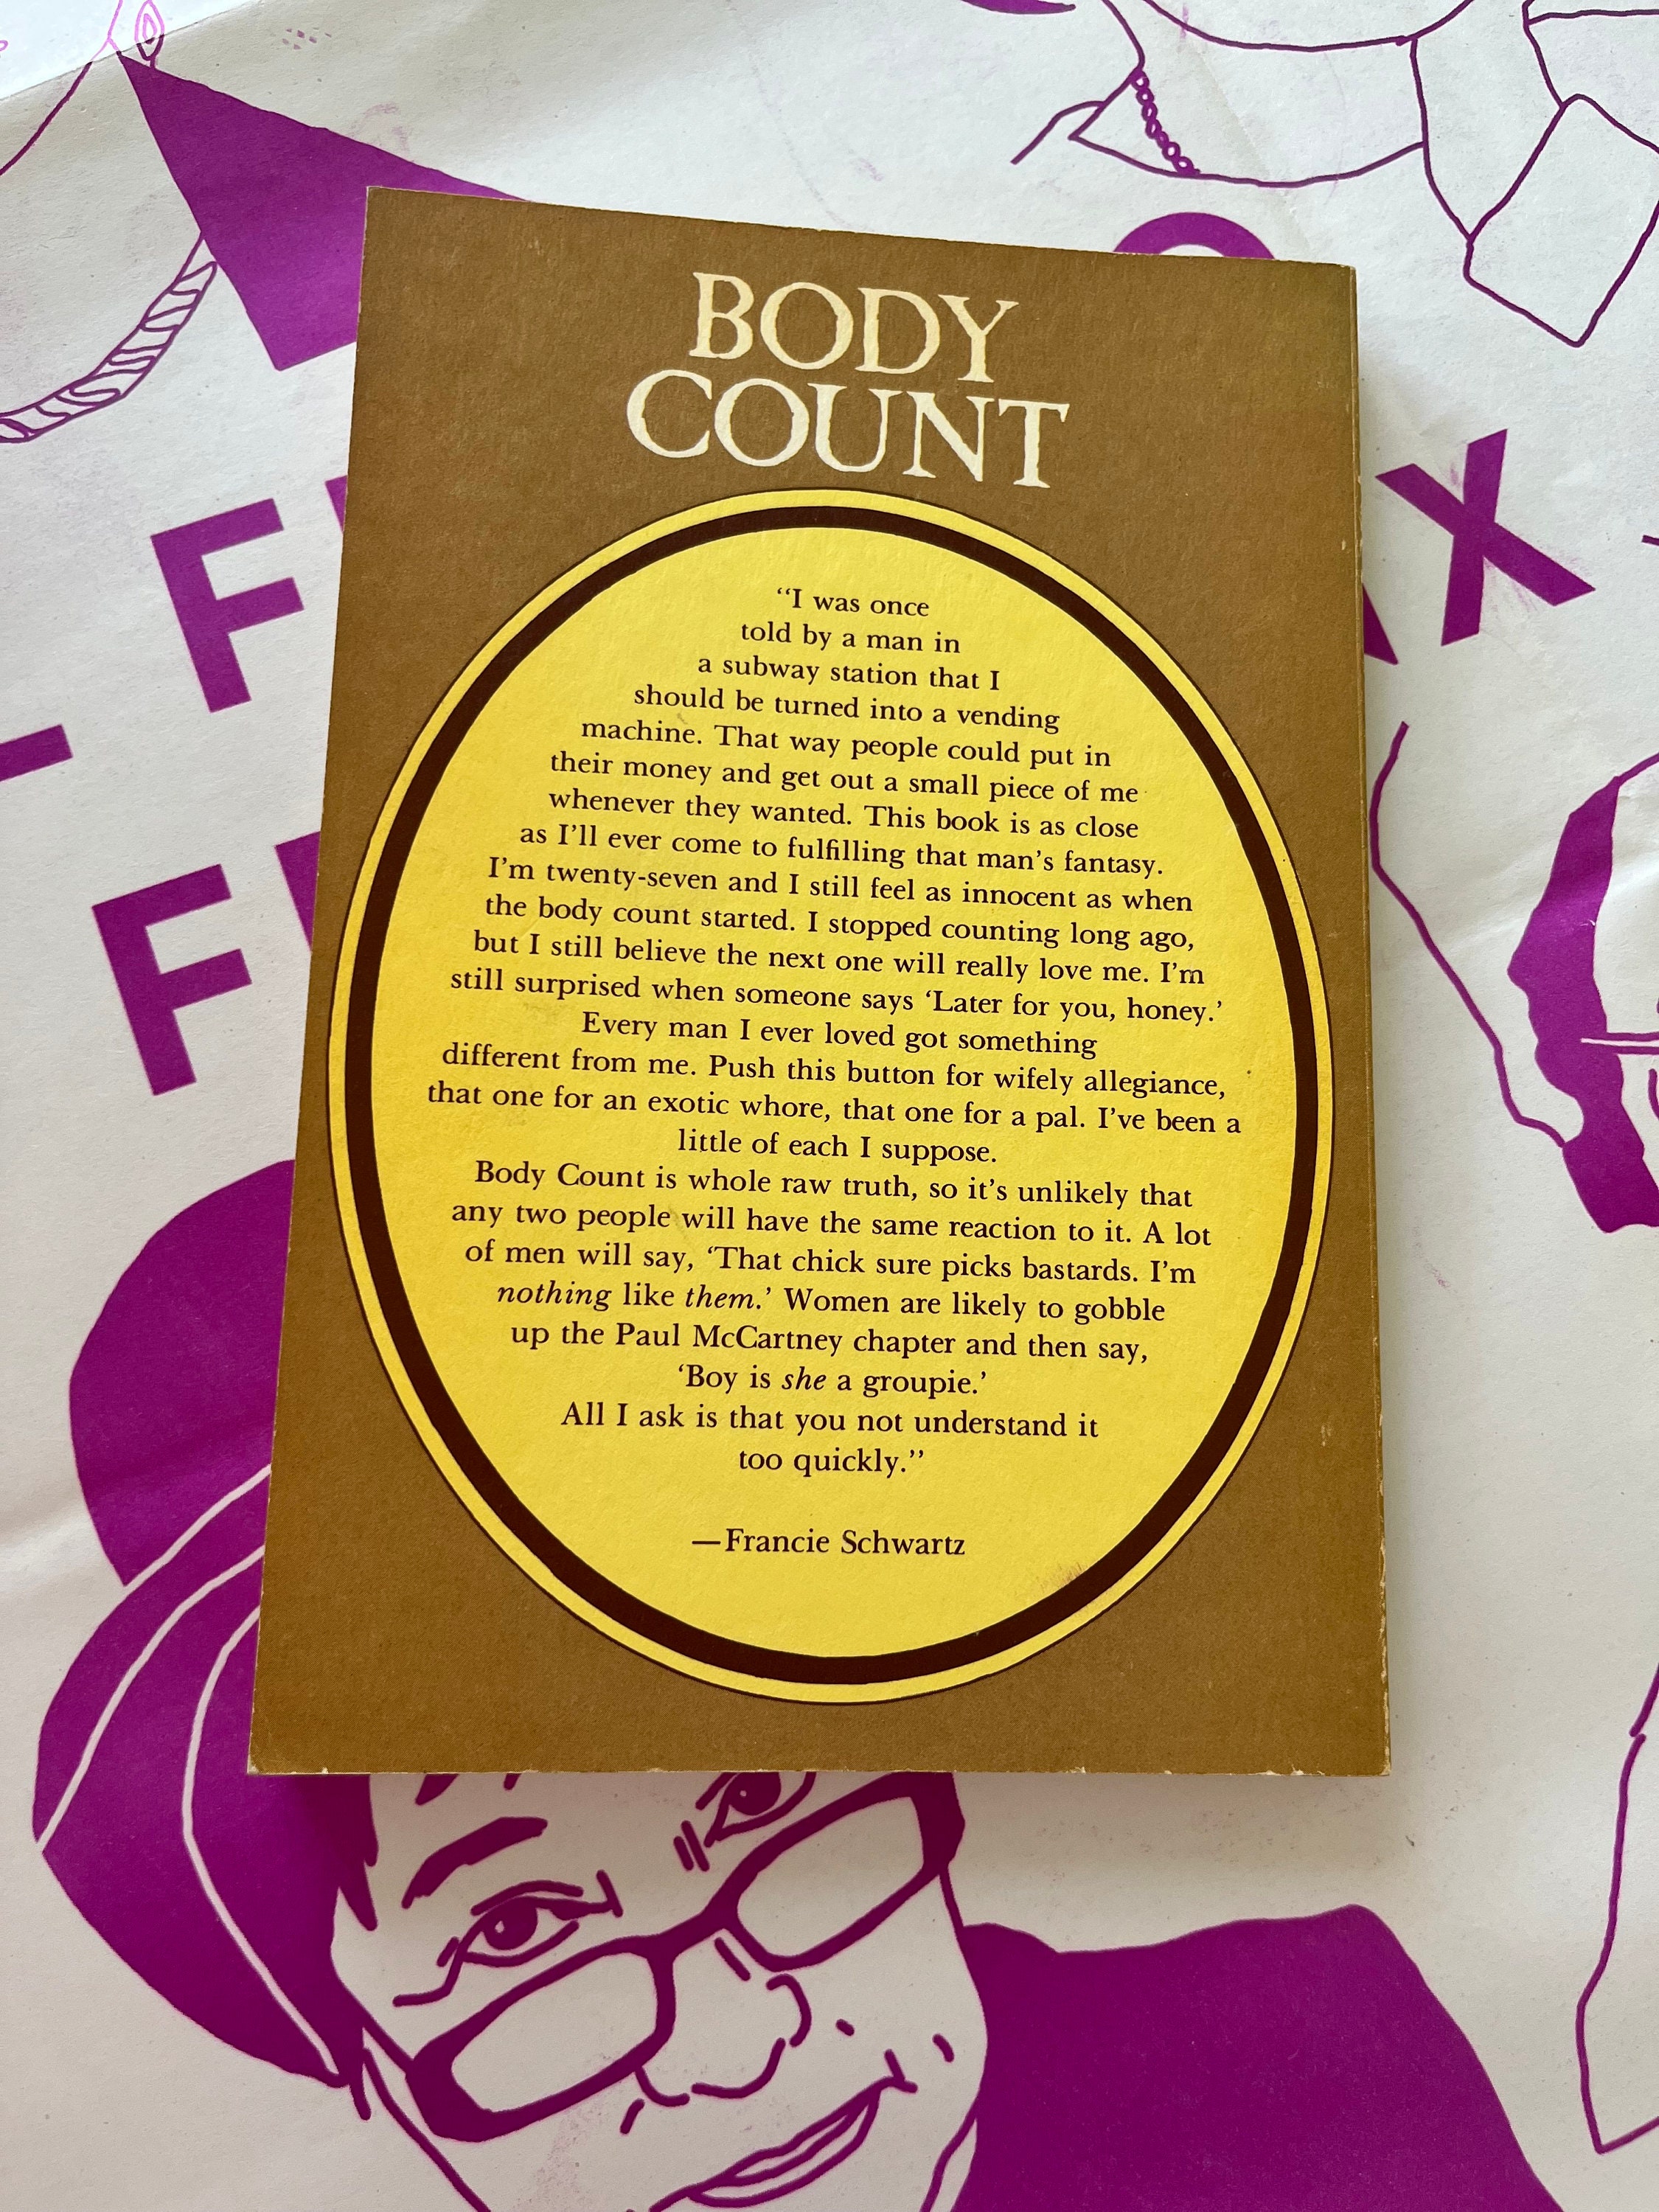 BODY
COUNT
“I was once
told by a man in
a subway station that I
should be turned into a vending
machine. That way people could put in
their money and get out a small piece of me
whenever they wanted. This book is as close
as I’ll ever come to fulfilling that man’s fantasy.
I’m twenty-seven and I still feel as innocent as when
the body count started. I stopped counting long ago,
but I still believe the next one will really love me. I’m
still surprised when someone says ‘Later for you, honey.’
Every man I ever loved got something
different from me. Push this button for wifely allegiance,
that one for an exotic whore, that one for a pal. I’ve been a
little of each I suppose.
Body Count is whole raw truth, so it’s unlikely that
any two people will have the same reaction to it. A lot
of men will say, ‘That chick sure picks bastards. I’m
nothing like them.’ Women are likely to gobble
up the Paul McCartney chapter and then say,
‘Boy is she a groupie.’
All I ask is that you not understand it
too quickly.”
—Francie Schwartz